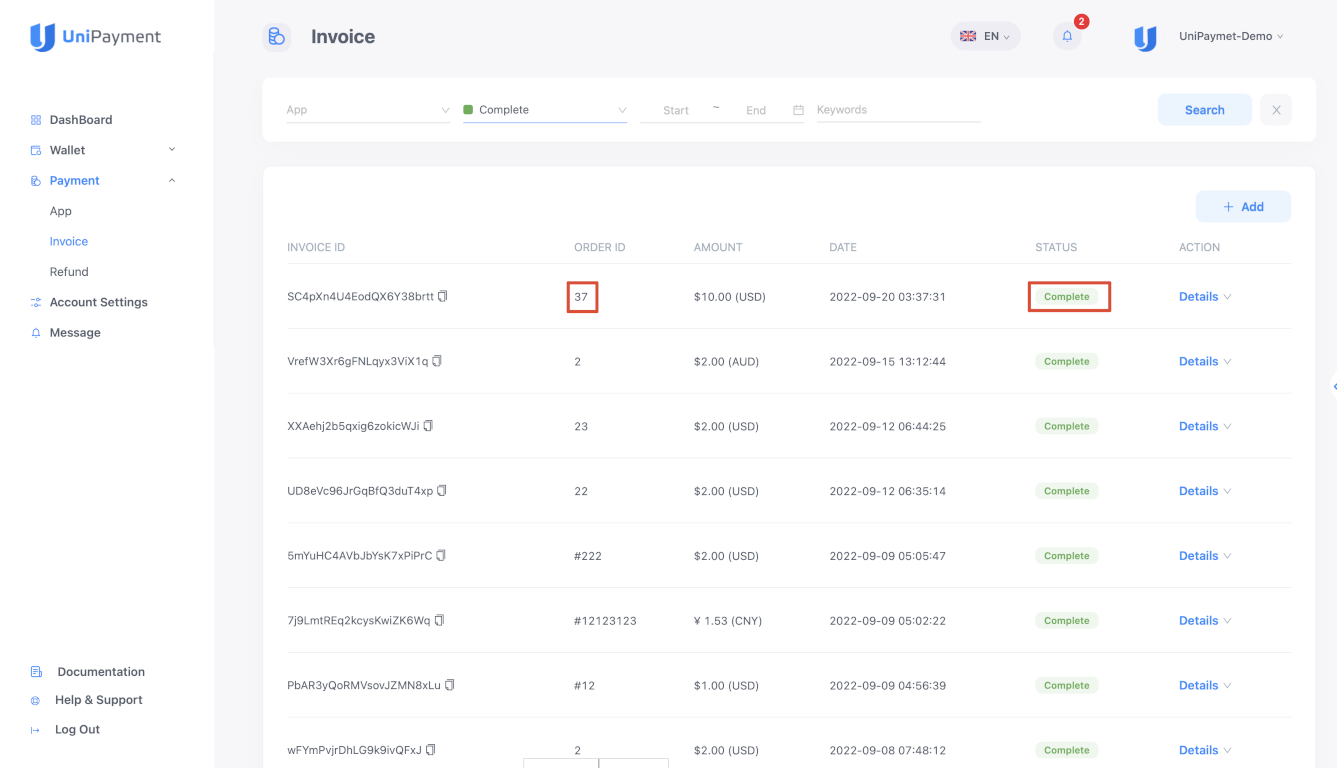 UniPayment
Invoice
EN
2
UniPaymet-Demo
DashBoard
Wallet
Payment
App
Invoice
Refund
Account Settings
Message
Documentation
Help & Support
Log Out
App Complete Start ~ End Keywords Search
+ Add
INVOICE ID ORDER ID AMOUNT DATE STATUS ACTION
SC4pXn4U4EodQX6Y38brtt 37 $10.00 (USD) 2022-09-20 03:37:31 Complete Details
VrefW3Xr6gFNLqyx3ViX1q 2 $2.00 (AUD) 2022-09-15 13:12:44 Complete Details
XXAehj2b5qxig6zokicWJi 23 $2.00 (USD) 2022-09-12 06:44:25 Complete Details
UD8eVc96JrGqBfQ3duT4xp 22 $2.00 (USD) 2022-09-12 06:35:14 Complete Details
5mYuHC4AVbJbYsK7xPiPrC #222 $2.00 (USD) 2022-09-09 05:05:47 Complete Details
7j9LmtREq2kcysKwiZK6Wq #12123123 ¥ 1.53 (CNY) 2022-09-09 05:02:22 Complete Details
PbAR3yQoRMVsovJZMN8xLu #12 $1.00 (USD) 2022-09-09 04:56:39 Complete Details
wFYmPvjrDhLG9k9ivQFxJ 2 $2.00 (USD) 2022-09-08 07:48:12 Complete Details